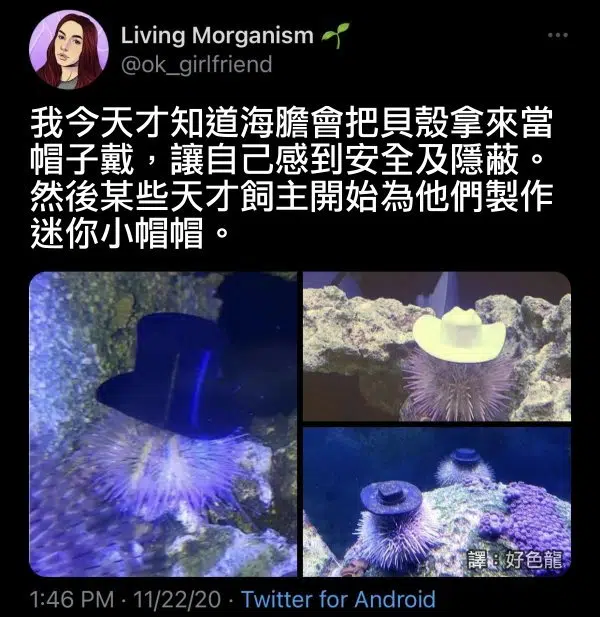 Living Morganism 🌱
@ok_girlfriend
我今天才知道海膽會把貝殼拿來當
帽子戴，讓自己感到安全及隱蔽。
然後某些天才飼主開始為他們製作
迷你小帽帽。
譯：好色龍
1:46 PM · 11/22/20 · Twitter for Android